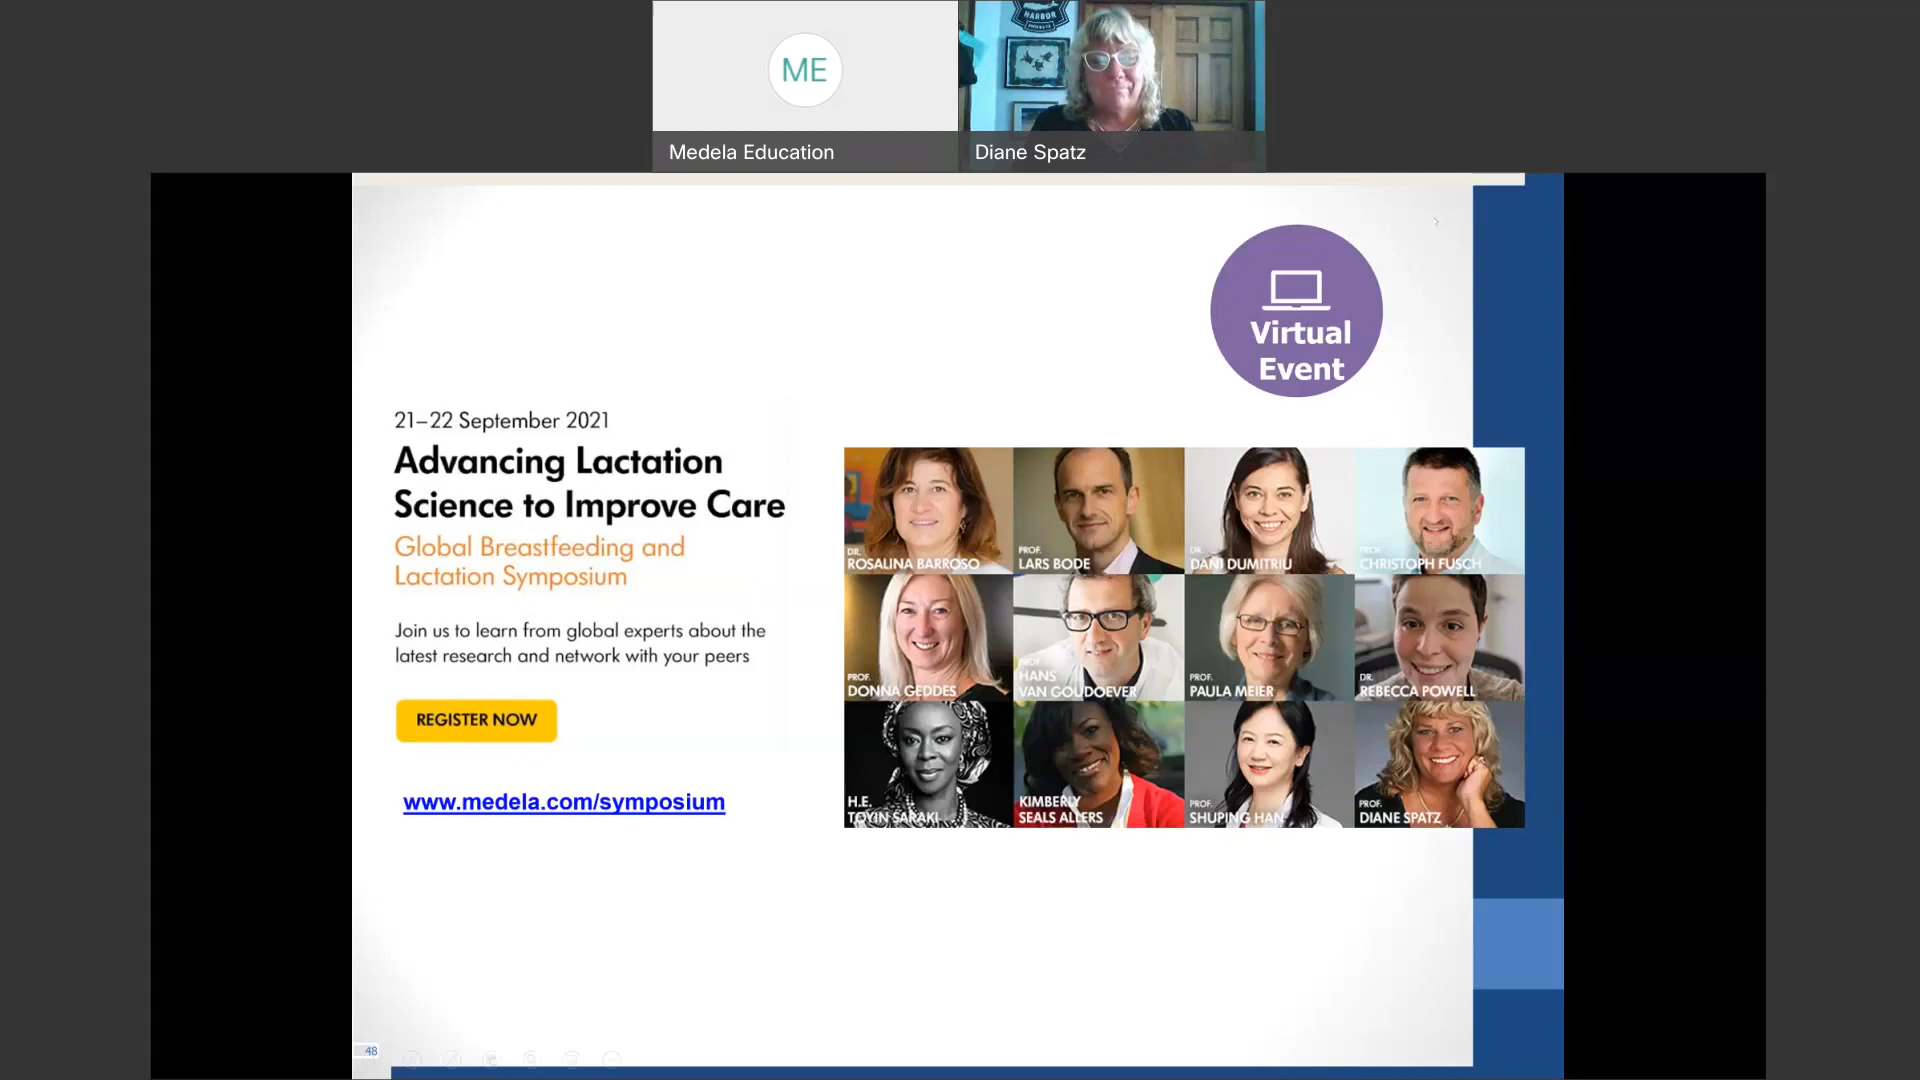 HARBOR
ME
Medela Education
Diane Spatz
Virtual
Event
21–22 September 2021
Advancing Lactation
Science to Improve Care
Global Breastfeeding and
Lactation Symposium
Join us to learn from global experts about the
latest research and network with your peers
REGISTER NOW
www.medela.com/symposium
DR.
ROSALINA BARROSO
PROF.
LARS BODE
DR.
DANI DUMITRIU
PROF.
CHRISTOPH FUSCH
PROF.
DONNA GEDDES
PROF.
HANS
VAN GOUDOEVER
PROF.
PAULA MEIER
DR.
REBECCA POWELL
H.E.
TOYIN SARAKI
KIMBERLY
SEALS ALLERS
PROF.
SHUPING HAN
PROF.
DIANE SPATZ
48